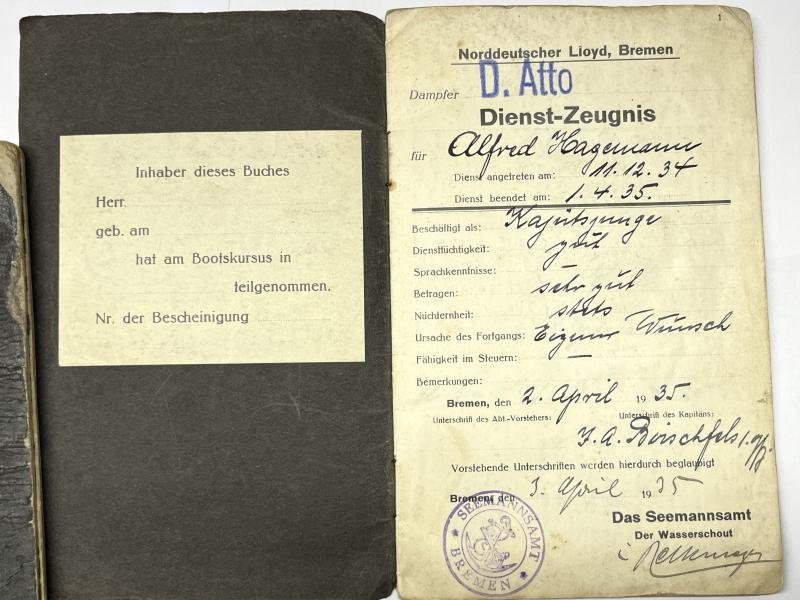 Inhaber dieses Buches
Herr
geb. am
hat am Bootskursus in
teilgenommen.
Nr. der Bescheinigung
1
Norddeutscher Lloyd, Bremen
Dampfer D. Atto
Dienst-Zeugnis
für Alfred Hagemann
Dienst angetreten am: 11.12.34
Dienst beendet am: 1.4.35.
Beschäftigt als: Kajütsjunge
Diensttüchtigkeit: gut
Sprachkenntnisse: —
Betragen: sehr gut
Nüchternheit: stets
Ursache des Fortgangs: Eigener Wunsch
Fähigkeit im Steuern: —
Bemerkungen:
Bremen, den 2. April 1935.
Unterschrift des Abt.-Vorstehers: Unterschrift des Kapitäns:
I. A.
Vorstehende Unterschriften werden hierdurch beglaubigt
Bremen, den 3. April 1935
Das Seemannsamt
Der Wasserschout
SEEMANNSAMT
BREMEN